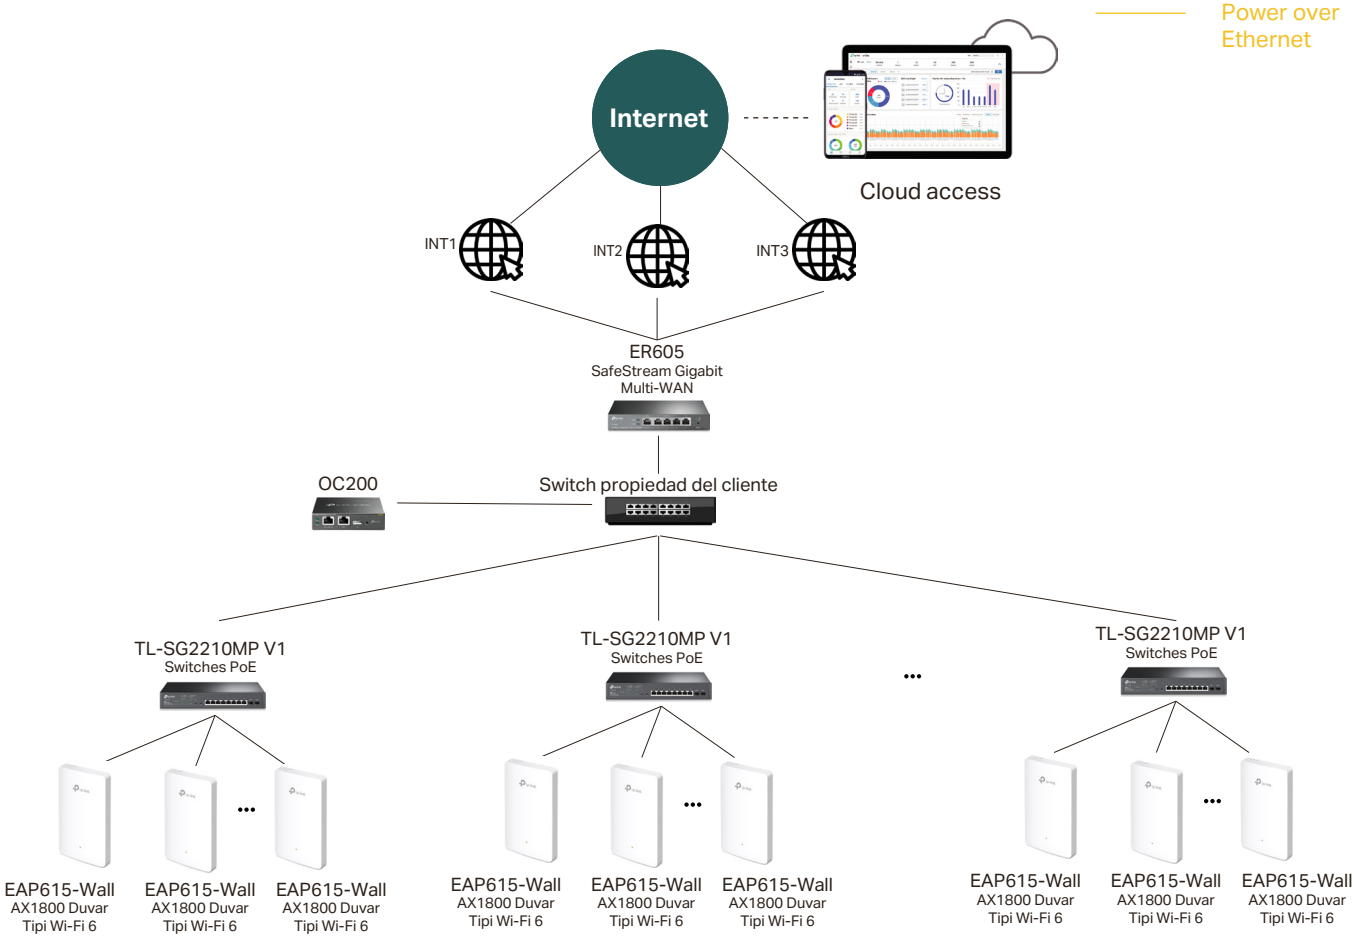 Power over
Ethernet
Internet
Cloud access
INT1
INT2
INT3
ER605
SafeStream Gigabit
Multi-WAN
OC200
Switch propiedad del cliente
TL-SG2210MP V1
Switches PoE
TL-SG2210MP V1
Switches PoE
...
TL-SG2210MP V1
Switches PoE
...
...
...
EAP615-Wall
AX1800 Duvar
Tipi Wi-Fi 6
EAP615-Wall
AX1800 Duvar
Tipi Wi-Fi 6
EAP615-Wall
AX1800 Duvar
Tipi Wi-Fi 6
EAP615-Wall
AX1800 Duvar
Tipi Wi-Fi 6
EAP615-Wall
AX1800 Duvar
Tipi Wi-Fi 6
EAP615-Wall
AX1800 Duvar
Tipi Wi-Fi 6
EAP615-Wall
AX1800 Duvar
Tipi Wi-Fi 6
EAP615-Wall
AX1800 Duvar
Tipi Wi-Fi 6
EAP615-Wall
AX1800 Duvar
Tipi Wi-Fi 6